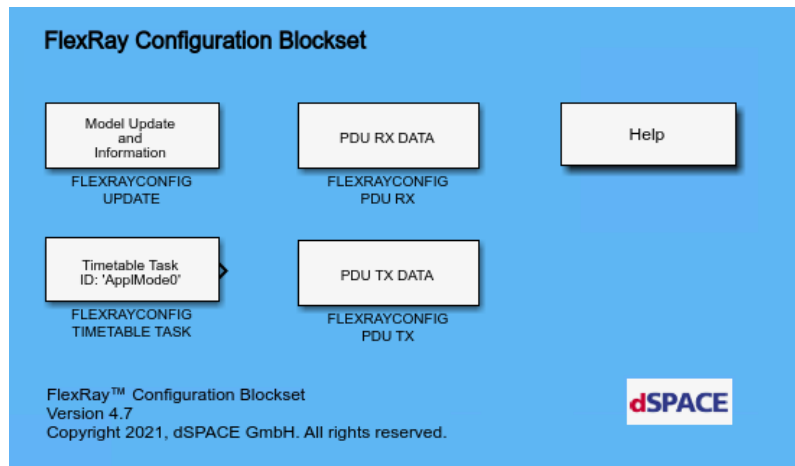 FlexRay Configuration Blockset
Model Update
and
Information
FLEXRAYCONFIG
UPDATE
PDU RX DATA
FLEXRAYCONFIG
PDU RX
Help
Timetable Task
ID: 'ApplMode0'
FLEXRAYCONFIG
TIMETABLE TASK
PDU TX DATA
FLEXRAYCONFIG
PDU TX
FlexRay™ Configuration Blockset
Version 4.7
Copyright 2021, dSPACE GmbH. All rights reserved.
dSPACE